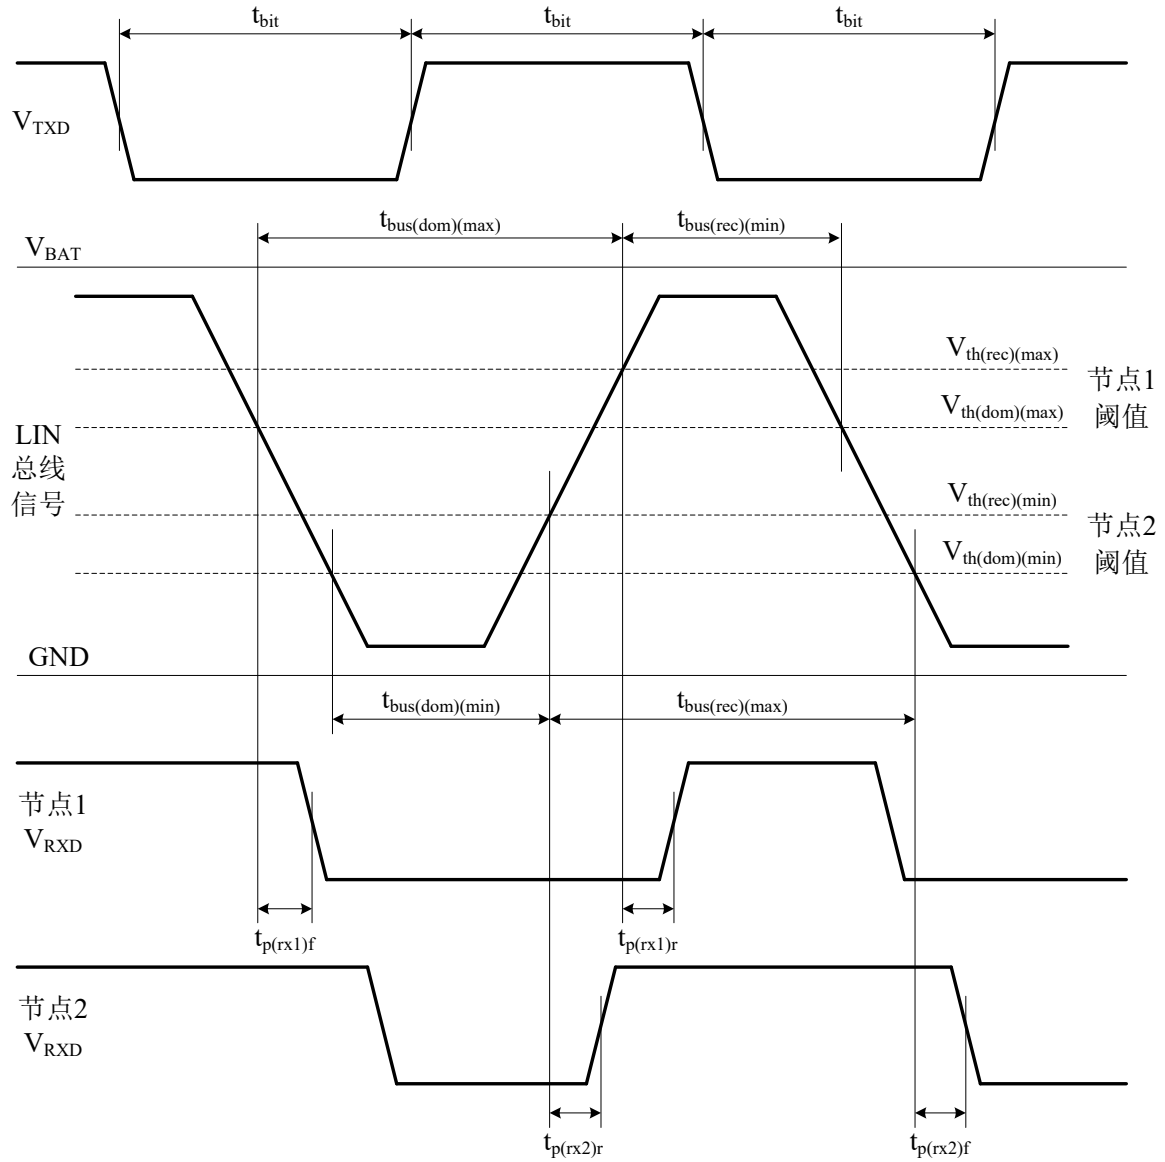 tbit tbit tbit
VTXD
tbus(dom)(max) tbus(rec)(min)
VBAT
Vth(rec)(max)
节点1
阈值
Vth(dom)(max)
LIN
总线
信号
Vth(rec)(min)
节点2
阈值
Vth(dom)(min)
GND
tbus(dom)(min) tbus(rec)(max)
节点1
VRXD
tp(rx1)f tp(rx1)r
节点2
VRXD
tp(rx2)r tp(rx2)f